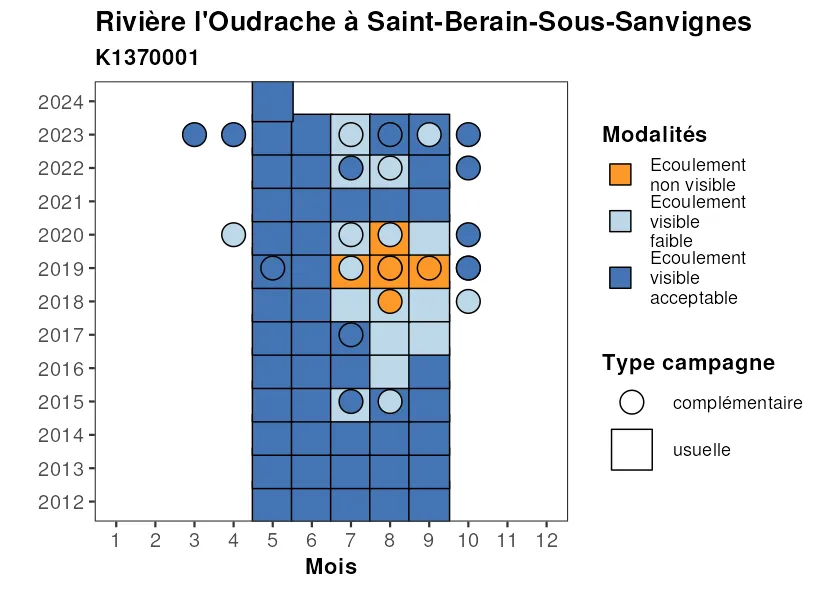 Rivière l'Oudrache à Saint-Berain-Sous-Sanvignes
K1370001
2024
2023
2022
2021
2020
2019
2018
2017
2016
2015
2014
2013
2012
1 2 3 4 5 6 7 8 9 10 11 12
Mois
Modalités
Ecoulement
non visible
Ecoulement
visible
faible
Ecoulement
visible
acceptable
Type campagne
complémentaire
usuelle